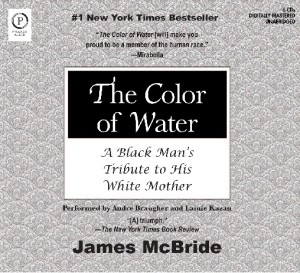 #1 New York Times Bestseller
6 CDs
DIGITALLY MASTERED
UNABRIDGED
"The Color of Water [will] make you
proud to be a member of the human race."
—Mirabella
The Color
of Water
A Black Man's
Tribute to His
White Mother
Performed by Andre Braugher and Lainie Kazan
"[A] triumph."
—The New York Times Book Review
James McBride